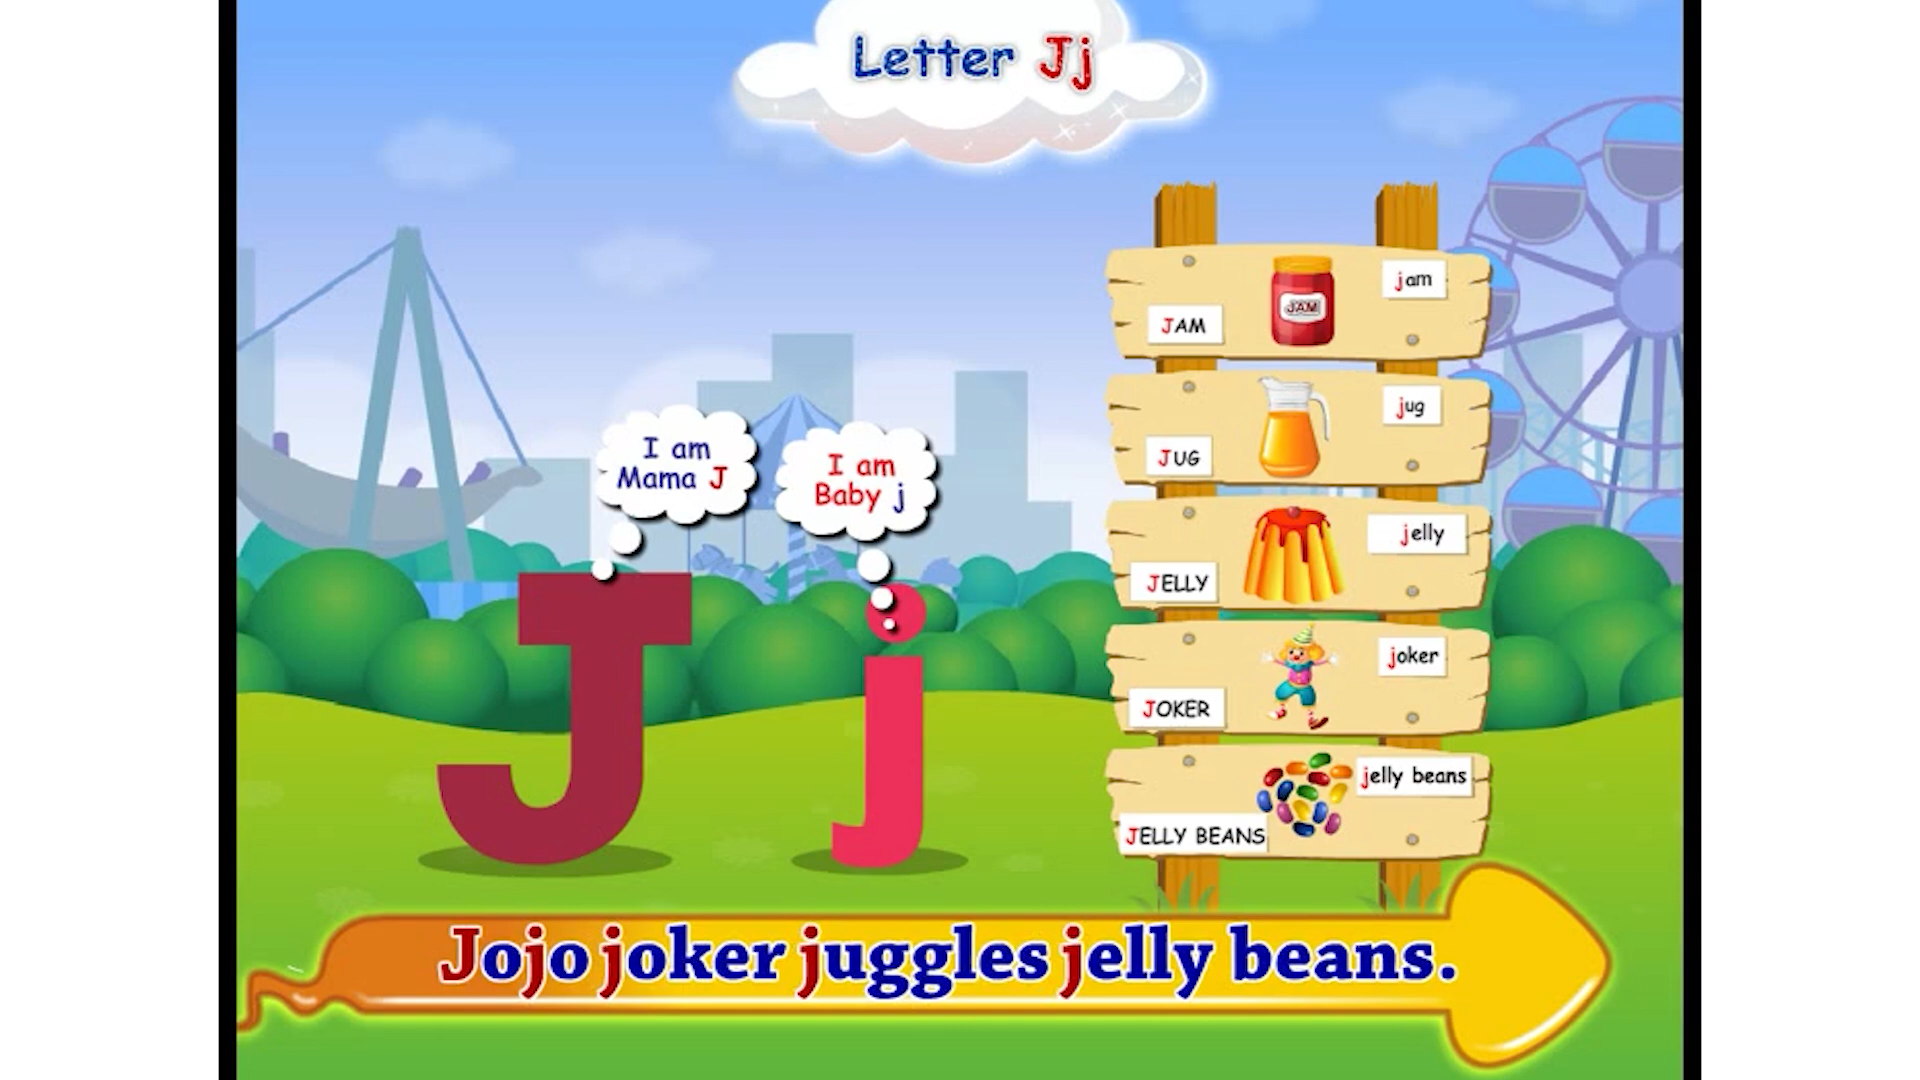 Letter Jj
I am
Mama J
I am
Baby j
JAM
JAM
jam
JUG
jug
JELLY
jelly
JOKER
joker
JELLY BEANS
jelly beans
Jojo joker juggles jelly beans.